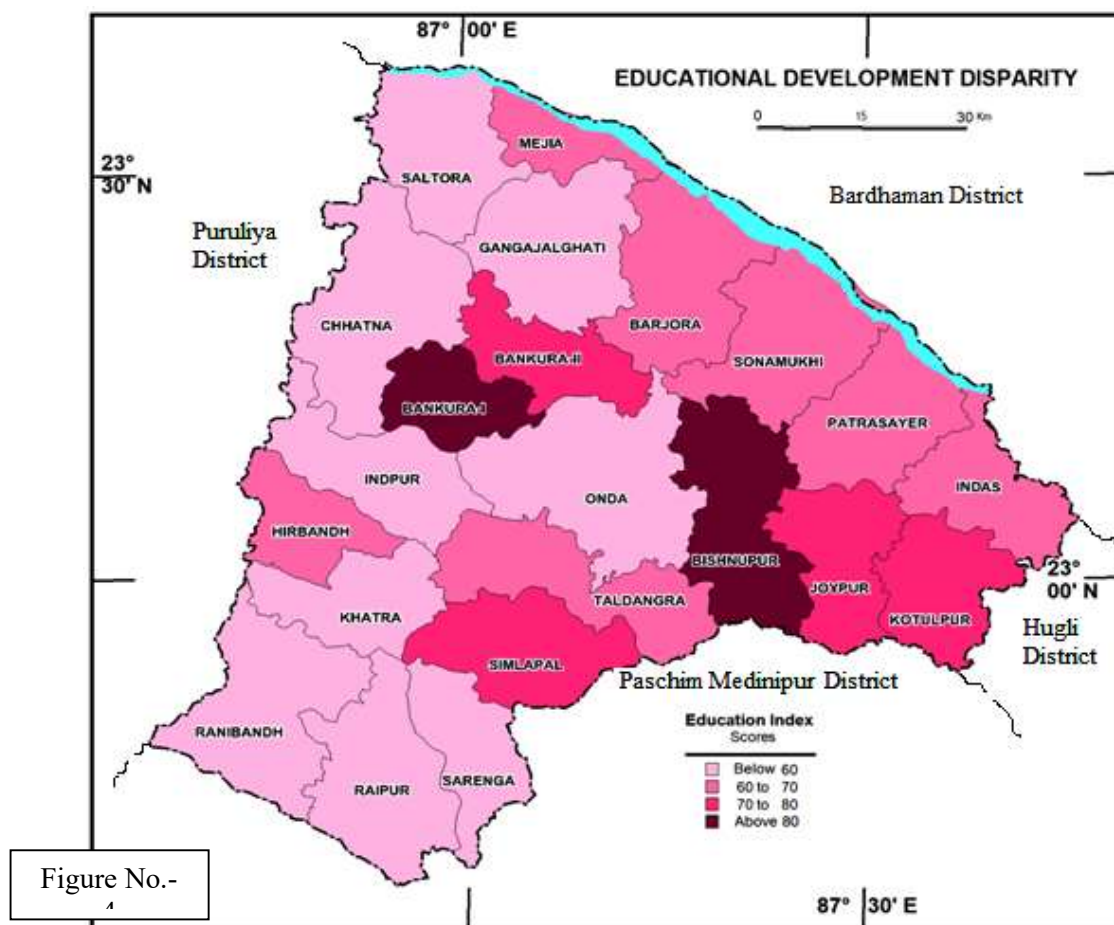 87° 00' E
EDUCATIONAL DEVELOPMENT DISPARITY
0 15 30 Km
MEJIA
23°
30' N
SALTORA
Bardhaman District
Puruliya
District
GANGAJALGHATI
CHHATNA
BARJORA
BANKURA-II
SONAMUKHI
BANKURA-I
PATRASAYER
INDPUR
INDAS
ONDA
HIRBANDH
BISHNUPUR
23°
00' N
JOYPUR
TALDANGRA
KHATRA
KOTULPUR
Hugli
District
SIMLAPAL
Paschim Medinipur District
Education Index
Scores
RANIBANDH
Below 60
60 to 70
70 to 80
Above 80
SARENGA
RAIPUR
Figure No.-
87° 30' E